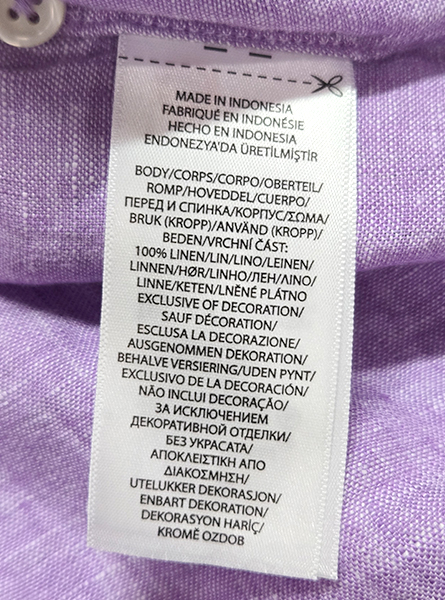 MADE IN INDONESIA
FABRIQUÉ EN INDONÉSIE
HECHO EN INDONESIA
ENDONEZYA'DA ÜRETİLMİŞTİR
BODY/CORPS/CORPO/OBERTEIL/
ROMP/HOVEDDEL/CUERPO/
ПЕРЕД И СПИНКА/КОРПУС/ΣΩΜΑ/
BRUK (KROPP)/ANVÄND (KROPP)/
BEDEN/VRCHNÍ ČÁST:
100% LINEN/LIN/LINO/LEINEN/
LINNEN/HØR/LINHO/ЛЕН/ΛΙΝΟ/
LINNE/KETEN/LNĚNÉ PLÁTNO
EXCLUSIVE OF DECORATION/
SAUF DÉCORATION/
ESCLUSA LA DECORAZIONE/
AUSGENOMMEN DEKORATION/
BEHALVE VERSIERING/UDEN PYNT/
EXCLUSIVO DE LA DECORACIÓN/
NÃO INCLUI DECORAÇÃO/
ЗА ИСКЛЮЧЕНИЕМ
ДЕКОРАТИВНОЙ ОТДЕЛКИ/
БЕЗ УКРАСАТА/
ΑΠΟΚΛΕΙΣΤΙΚΗ ΑΠΟ
ΔΙΑΚΟΣΜΗΣΗ/
UTELUKKER DEKORASJON/
ENBART DEKORATION/
DEKORASYON HARİÇ/
KROMĚ OZDOB